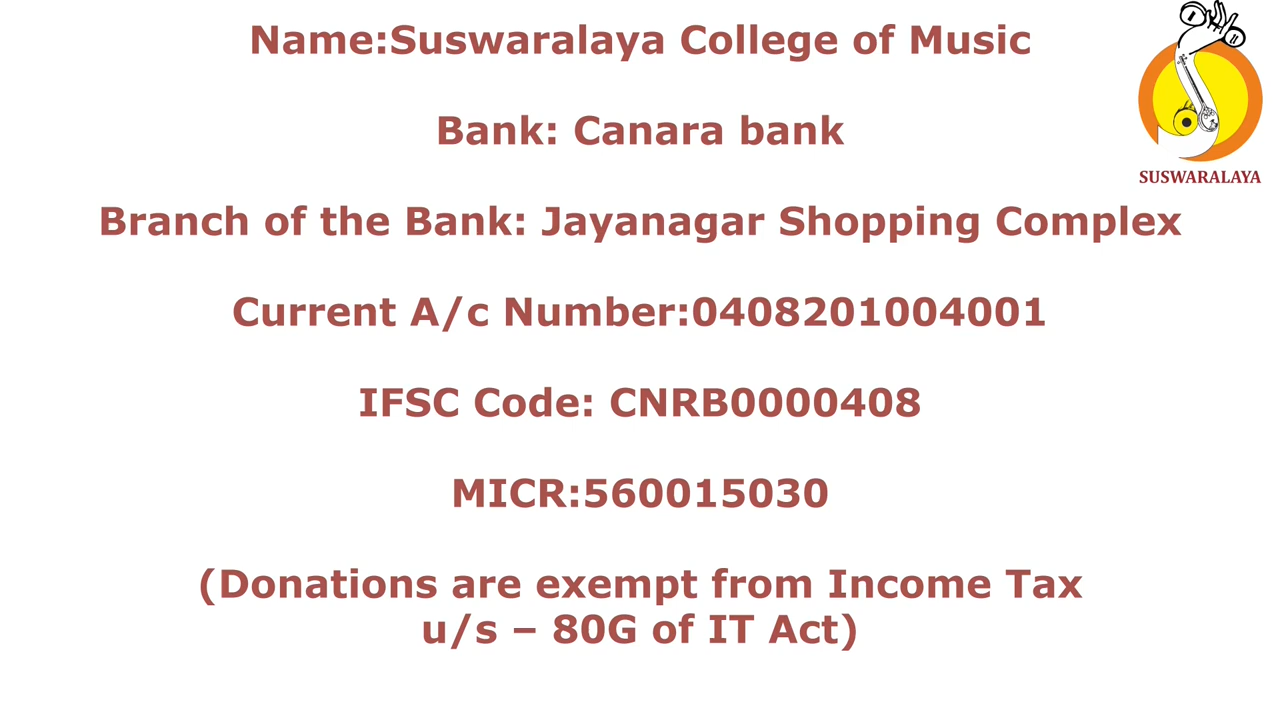 Name:Suswaralaya College of Music
SUSWARALAYA
Bank: Canara bank
Branch of the Bank: Jayanagar Shopping Complex
Current A/c Number:0408201004001
IFSC Code: CNRB0000408
MICR:560015030
(Donations are exempt from Income Tax
u/s – 80G of IT Act)